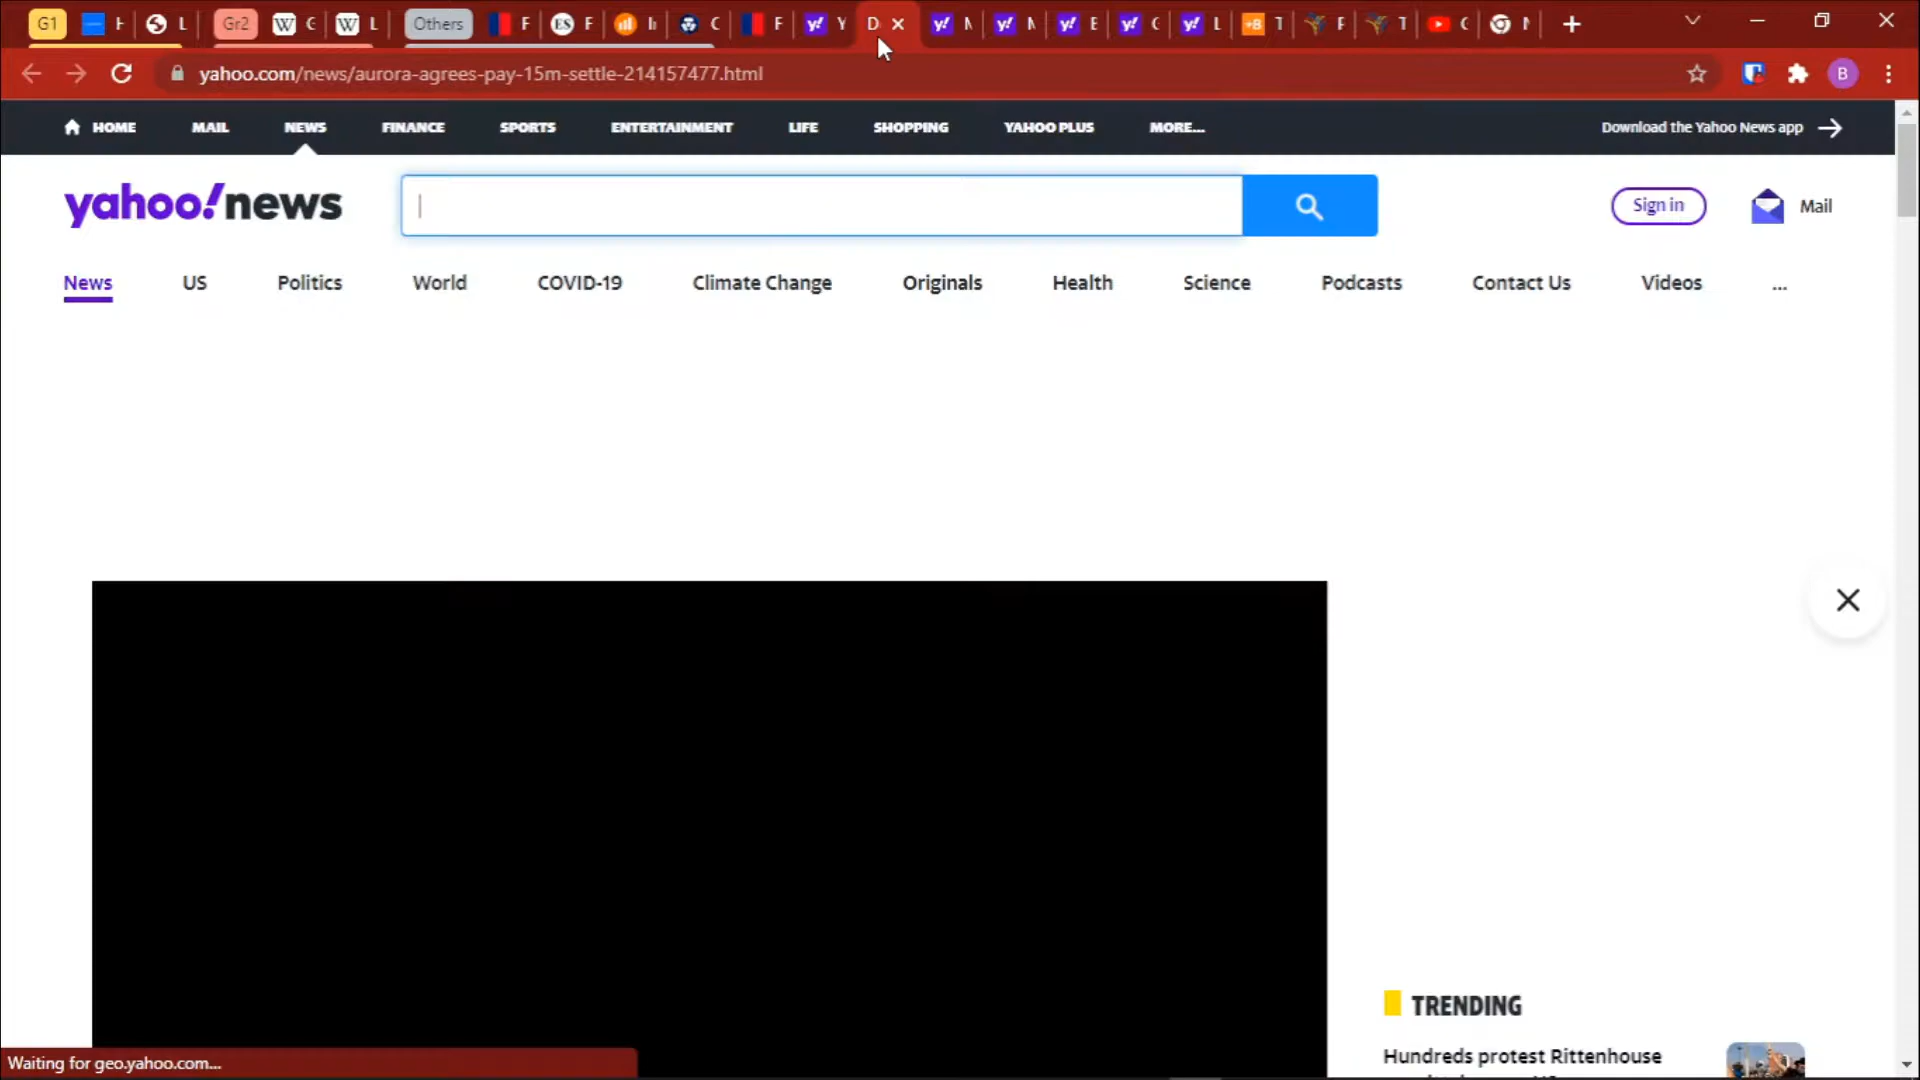 G1 H L Gr2 W G W L Others F ES F I C F y! Y D y! M y! M y! E y! C y! L +8 T F T C N
yahoo.com/news/aurora-agrees-pay-15m-settle-214157477.html B
HOME MAIL NEWS FINANCE SPORTS ENTERTAINMENT LIFE SHOPPING YAHOO PLUS MORE... Download the Yahoo News app
yahoo!news Sign in Mail
News US Politics World COVID-19 Climate Change Originals Health Science Podcasts Contact Us Videos ...
TRENDING
Hundreds protest Rittenhouse
Waiting for geo.yahoo.com...